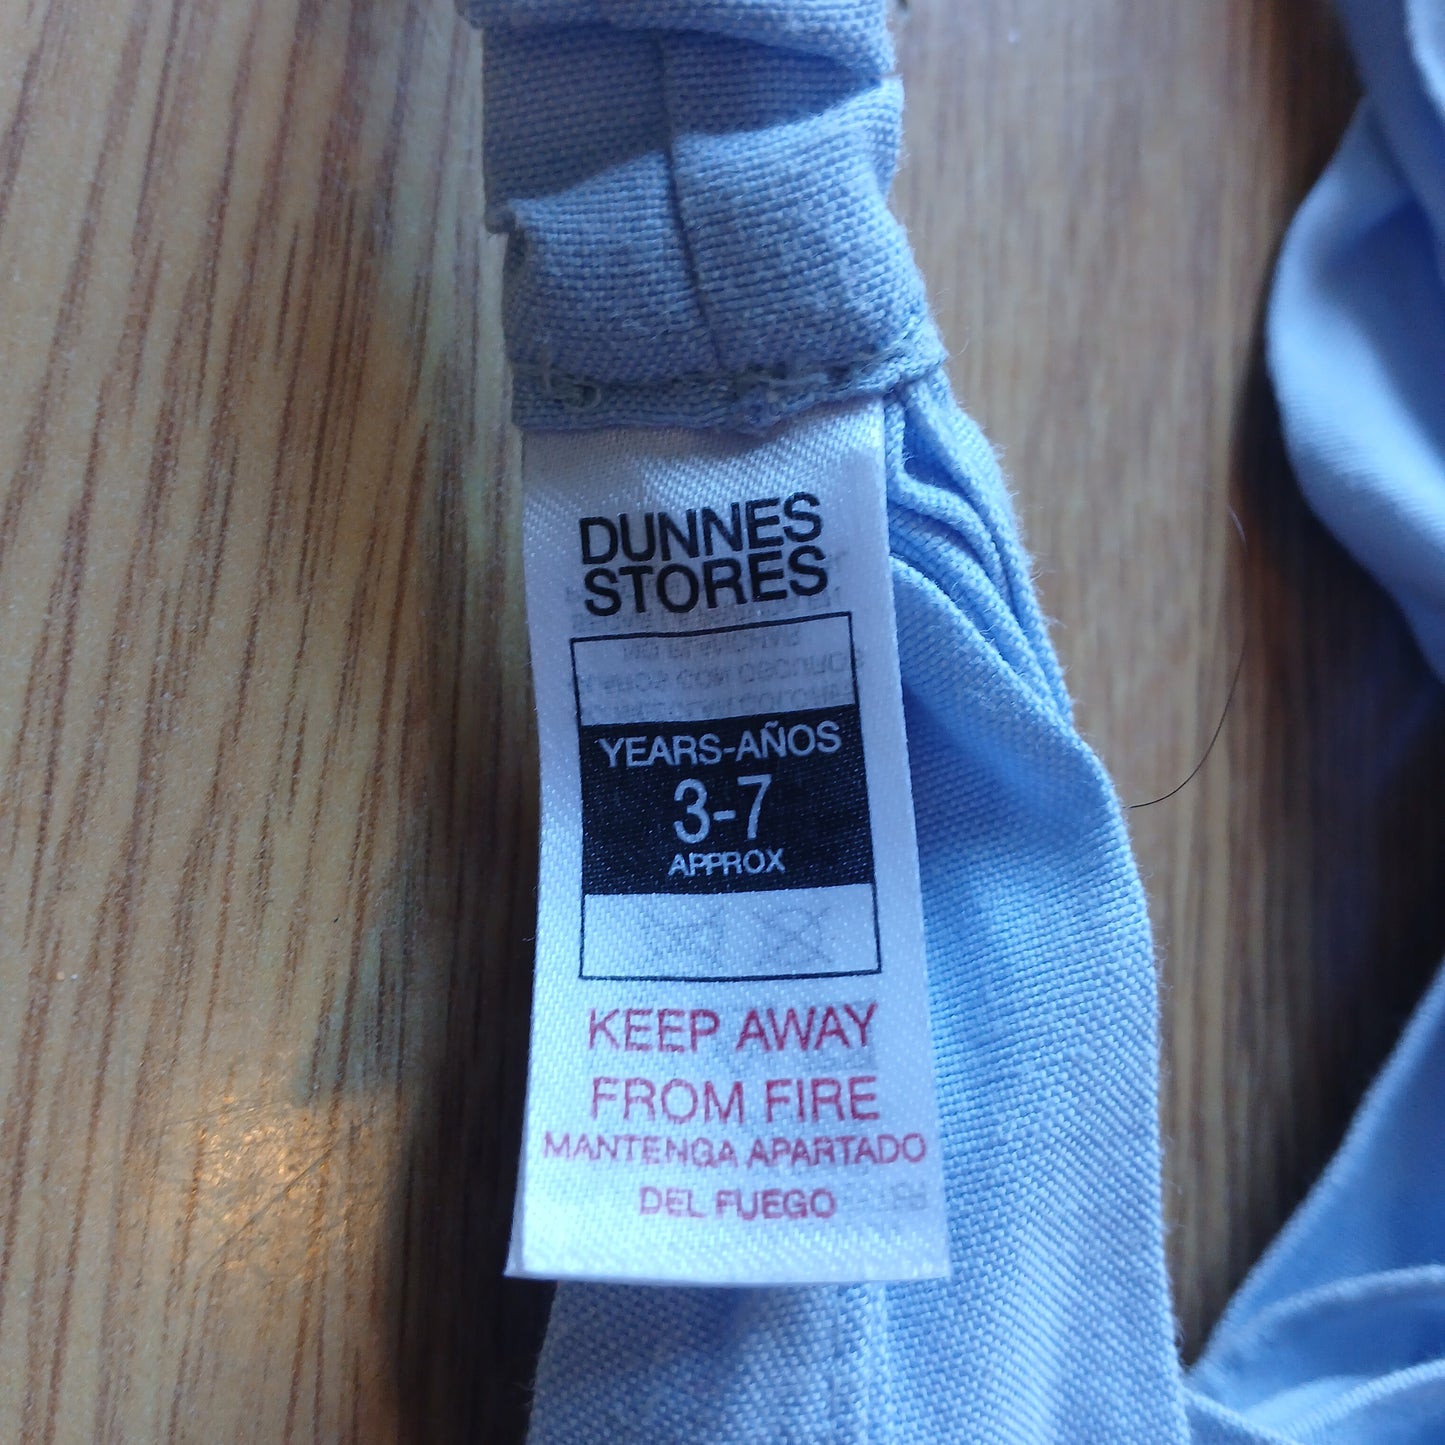 DUNNES
STORES
YEARS-AÑOS
3-7
APPROX
KEEP AWAY
FROM FIRE
MANTENGA APARTADO
DEL FUEGO